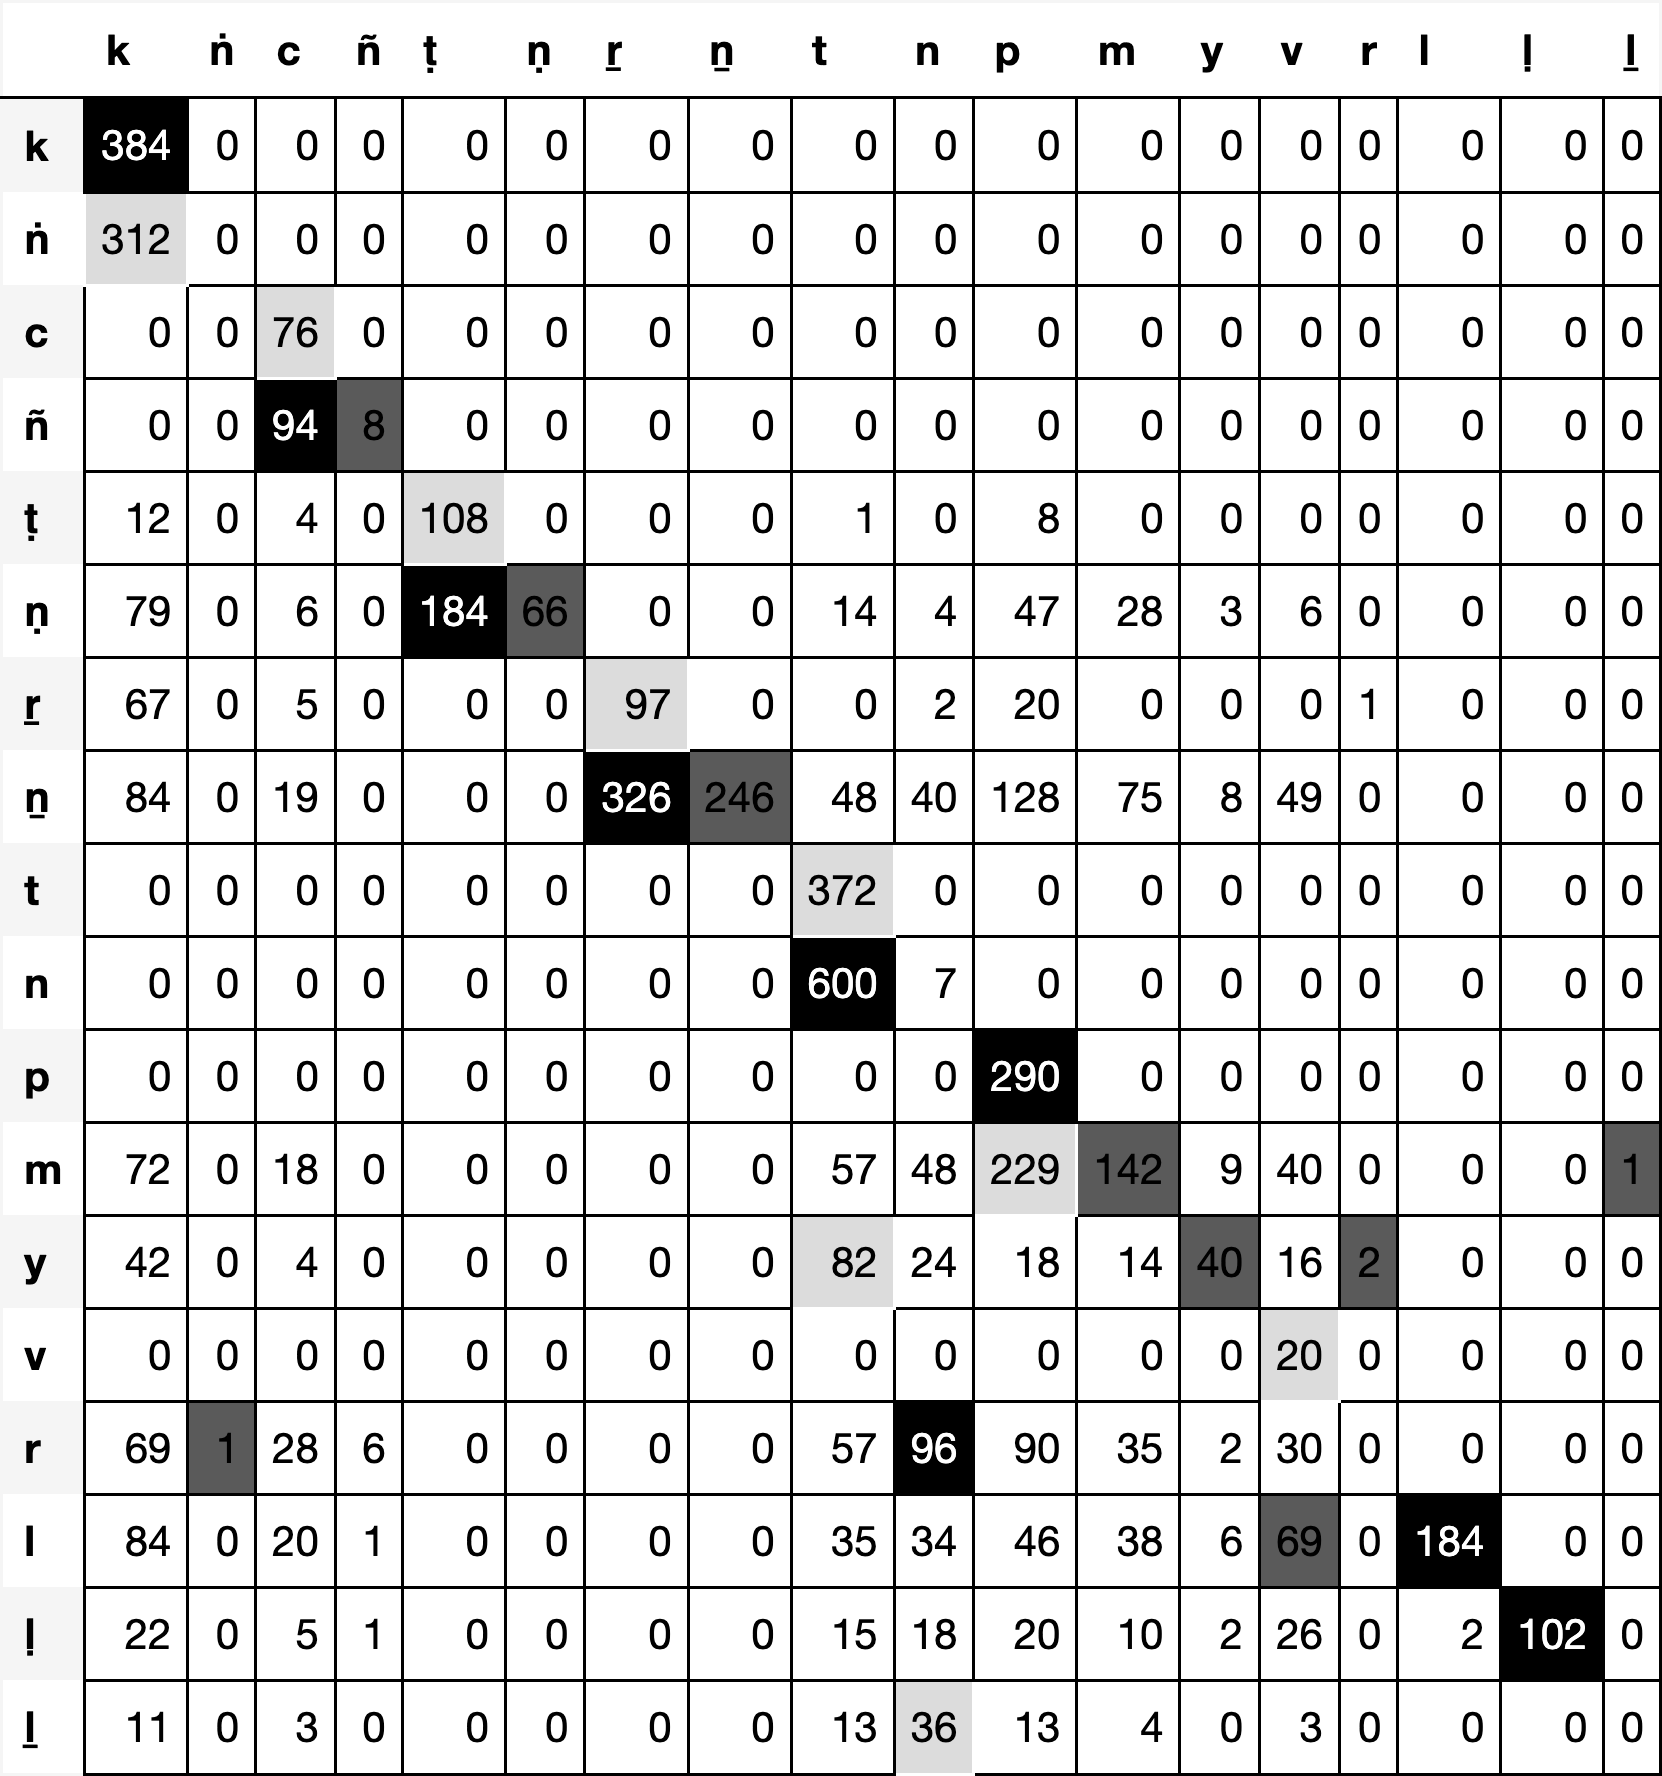 k ṅ c ñ ṭ ṇ ṟ ṉ t n p m y v r l ḷ ḻ
k 384 0 0 0 0 0 0 0 0 0 0 0 0 0 0 0 0 0
ṅ 312 0 0 0 0 0 0 0 0 0 0 0 0 0 0 0 0 0
c 0 0 76 0 0 0 0 0 0 0 0 0 0 0 0 0 0 0
ñ 0 0 94 8 0 0 0 0 0 0 0 0 0 0 0 0 0 0
ṭ 12 0 4 0 108 0 0 0 1 0 8 0 0 0 0 0 0 0
ṇ 79 0 6 0 184 66 0 0 14 4 47 28 3 6 0 0 0 0
ṟ 67 0 5 0 0 0 97 0 0 2 20 0 0 0 1 0 0 0
ṉ 84 0 19 0 0 0 326 246 48 40 128 75 8 49 0 0 0 0
t 0 0 0 0 0 0 0 0 372 0 0 0 0 0 0 0 0 0
n 0 0 0 0 0 0 0 0 600 7 0 0 0 0 0 0 0 0
p 0 0 0 0 0 0 0 0 0 0 290 0 0 0 0 0 0 0
m 72 0 18 0 0 0 0 0 57 48 229 142 9 40 0 0 0 1
y 42 0 4 0 0 0 0 0 82 24 18 14 40 16 2 0 0 0
v 0 0 0 0 0 0 0 0 0 0 0 0 0 20 0 0 0 0
r 69 1 28 6 0 0 0 0 57 96 90 35 2 30 0 0 0 0
l 84 0 20 1 0 0 0 0 35 34 46 38 6 69 0 184 0 0
ḷ 22 0 5 1 0 0 0 0 15 18 20 10 2 26 0 2 102 0
ḻ 11 0 3 0 0 0 0 0 13 36 13 4 0 3 0 0 0 0